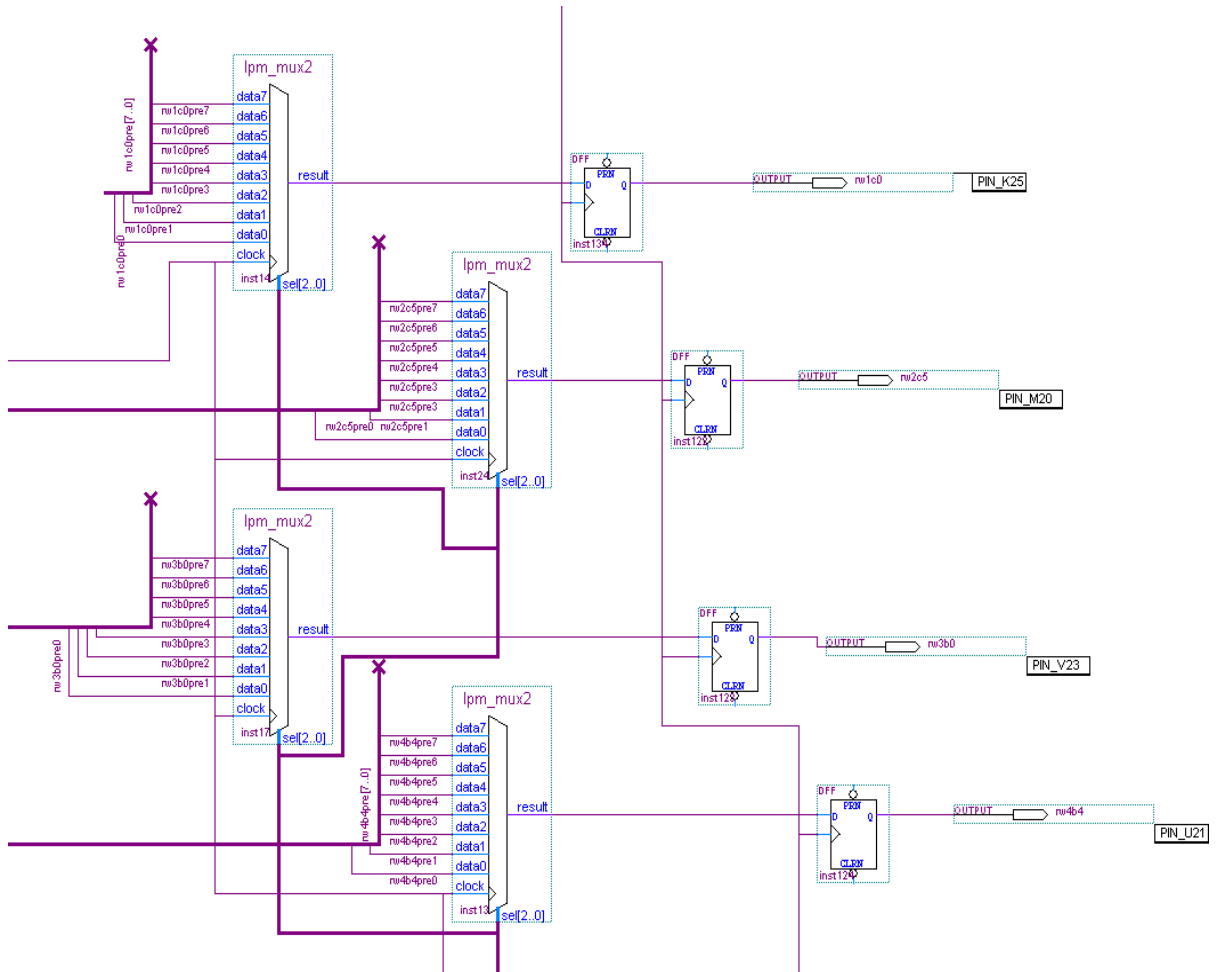 lpm_mux2
rw1c0pre[7..0]
data7
rw1c0pre7
data6
rw1c0pre6
data5
rw1c0pre5
data4
rw1c0pre4
data3
result
rw1c0pre3
data2
rw1c0pre2
data1
rw1c0pre1
data0
rw1c0pre0
clock
inst14
sel[2..0]
DFF
PRN
D
Q
CLRN
inst134
OUTPUT
rw1c0
PIN_K25
lpm_mux2
data7
rw2c5pre7
data6
rw2c5pre6
data5
rw2c5pre5
data4
rw2c5pre4
data3
result
rw2c5pre3
data2
rw2c5pre3
data1
rw2c5pre0 rw2c5pre1
data0
clock
inst24
sel[2..0]
DFF
PRN
D
Q
CLRN
inst122
OUTPUT
rw2c5
PIN_M20
lpm_mux2
data7
rw3b0pre7
data6
rw3b0pre6
data5
rw3b0pre5
data4
rw3b0pre4
data3
result
rw3b0pre3
data2
rw3b0pre2
data1
rw3b0pre1
data0
rw3b0pre0
clock
inst17
sel[2..0]
DFF
PRN
D
Q
CLRN
OUTPUT
rw3b0
PIN_V23
lpm_mux2
rw4b4pre[7..0]
data7
rw4b4pre7
data6
rw4b4pre6
data5
rw4b4pre5
data4
rw4b4pre4
data3
result
rw4b4pre3
data2
rw4b4pre2
data1
rw4b4pre1
data0
rw4b4pre0
clock
inst13
sel[2..0]
DFF
PRN
D
Q
CLRN
OUTPUT
rw4b4
PIN_U21